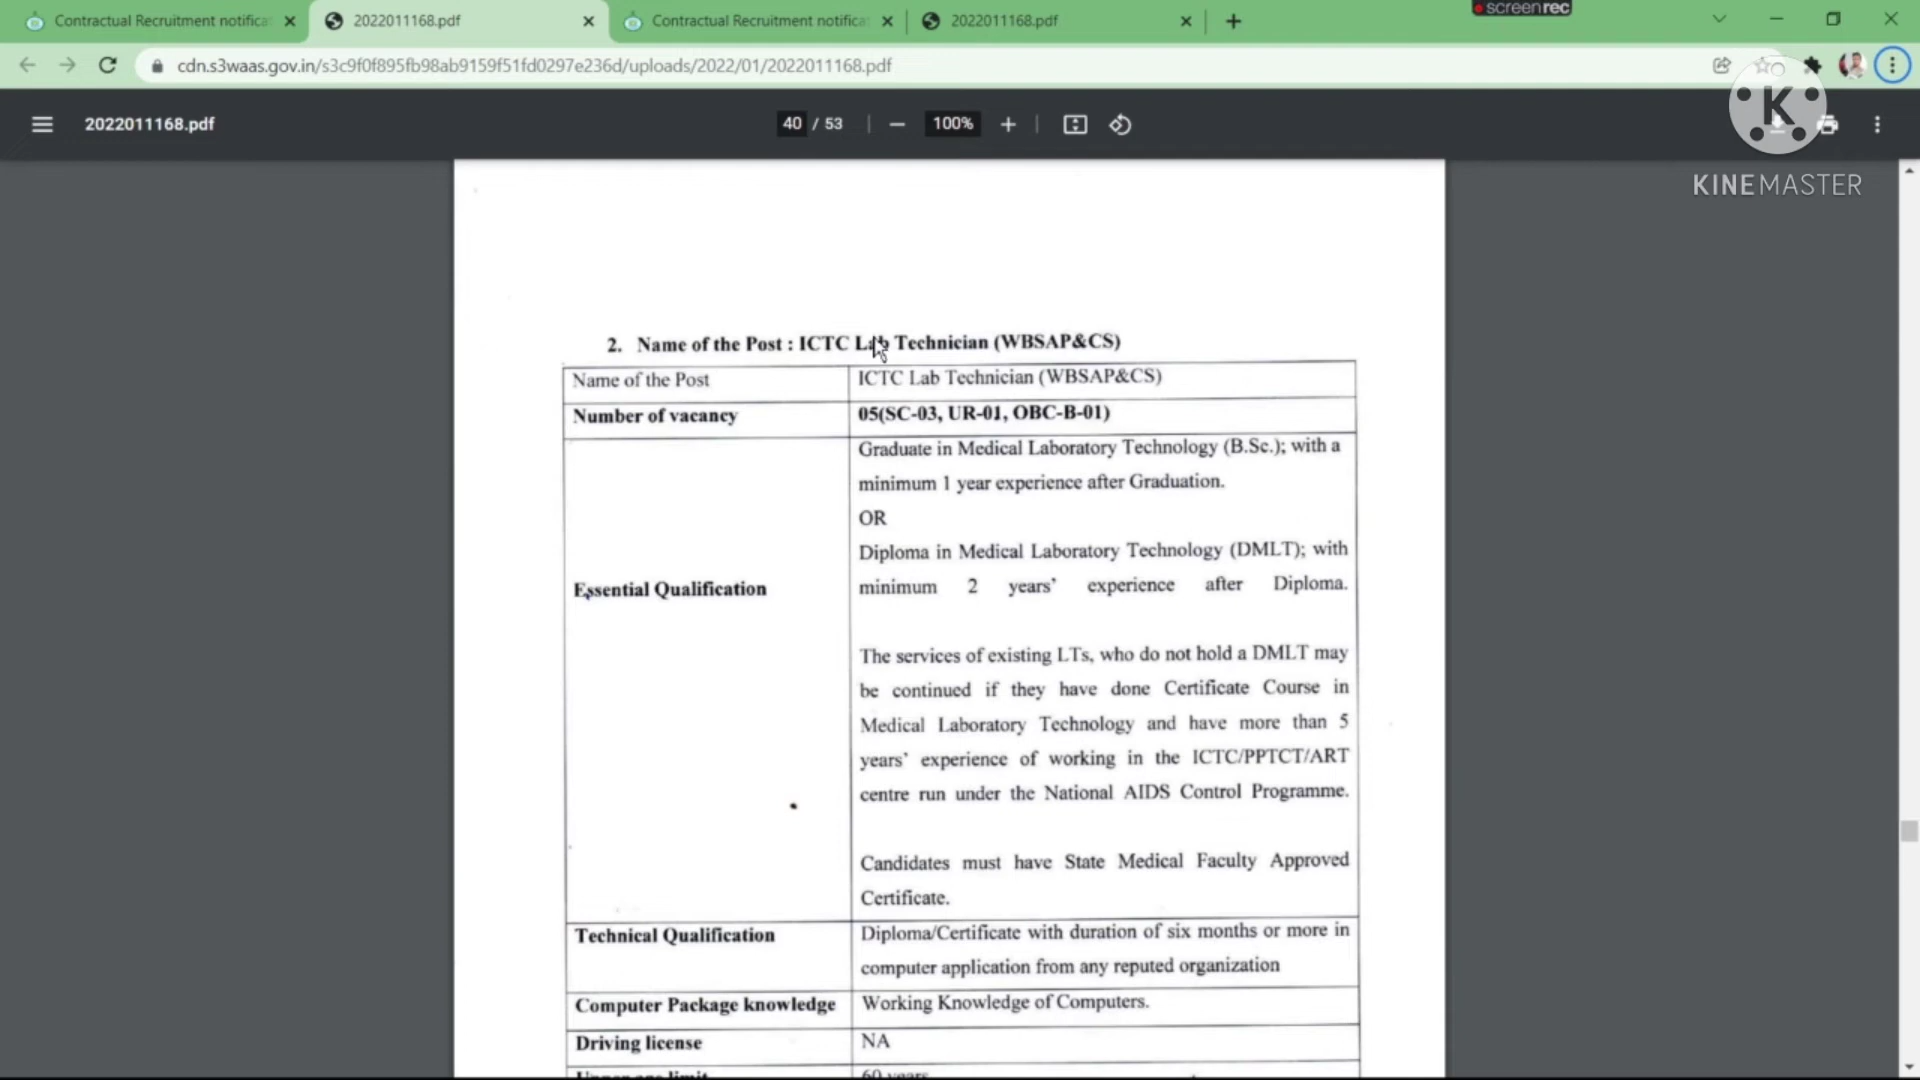 screenrec
Contractual Recruitment notifica
2022011168.pdf
Contractual Recruitment notifica
2022011168.pdf
cdn.s3waas.gov.in/s3c9f0f895fb98ab9159f51fd0297e236d/uploads/2022/01/2022011168.pdf
2022011168.pdf
40 / 53
100%
K
KINEMASTER
2. Name of the Post : ICTC Lab Technician (WBSAP&CS)
Name of the Post
ICTC Lab Technician (WBSAP&CS)
Number of vacancy
05(SC-03, UR-01, OBC-B-01)
Essential Qualification
Graduate in Medical Laboratory Technology (B.Sc.); with a
minimum 1 year experience after Graduation.
OR
Diploma in Medical Laboratory Technology (DMLT); with
minimum 2 years' experience after Diploma.
The services of existing LTs, who do not hold a DMLT may
be continued if they have done Certificate Course in
Medical Laboratory Technology and have more than 5
years' experience of working in the ICTC/PPTCT/ART
centre run under the National AIDS Control Programme.
Candidates must have State Medical Faculty Approved
Certificate.
Technical Qualification
Diploma/Certificate with duration of six months or more in
computer application from any reputed organization
Computer Package knowledge
Working Knowledge of Computers.
Driving license
NA
60 years